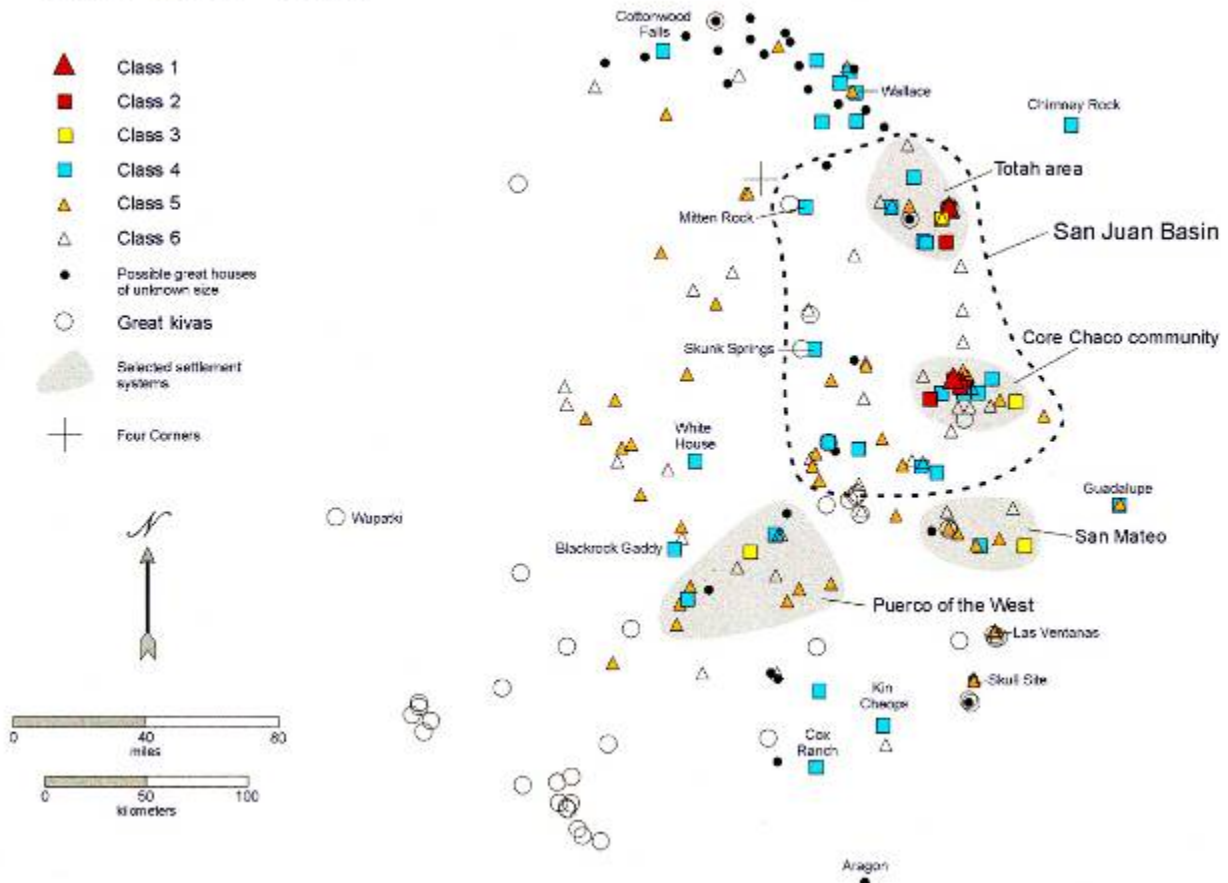 Class 1
Class 2
Class 3
Class 4
Class 5
Class 6
Possible great houses
of unknown size
Great kivas
Selected settlement
systems
Four Corners
N
0 40 80
miles
0 50 100
kilometers
Cottonwood
Falls
Wallace
Chimney Rock
Totah area
Mitten Rock
San Juan Basin
Skunk Springs
Core Chaco community
White
House
Guadalupe
Wupatki
Blackrock Gaddy
San Mateo
Puerco of the West
Las Ventanas
Skull Site
Kin
Cheops
Cox
Ranch
Aragon